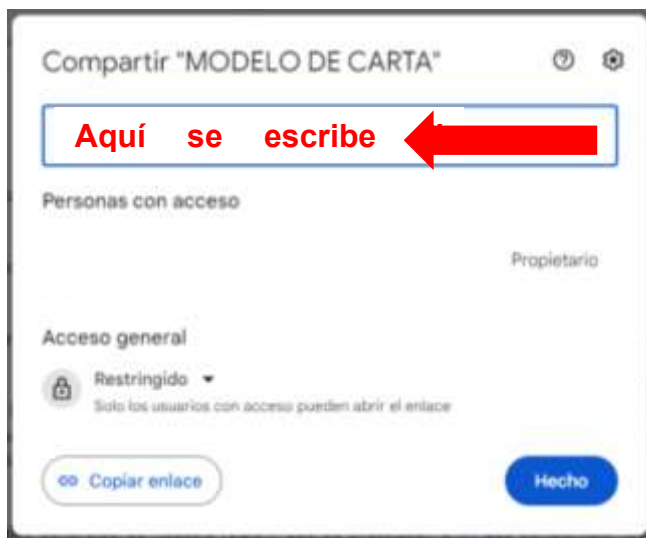 Compartir "MODELO DE CARTA"
Aquí se escribe
Personas con acceso
Propietario
Acceso general
Restringido
Solo los usuarios con acceso pueden abrir el enlace
Copiar enlace
Hecho